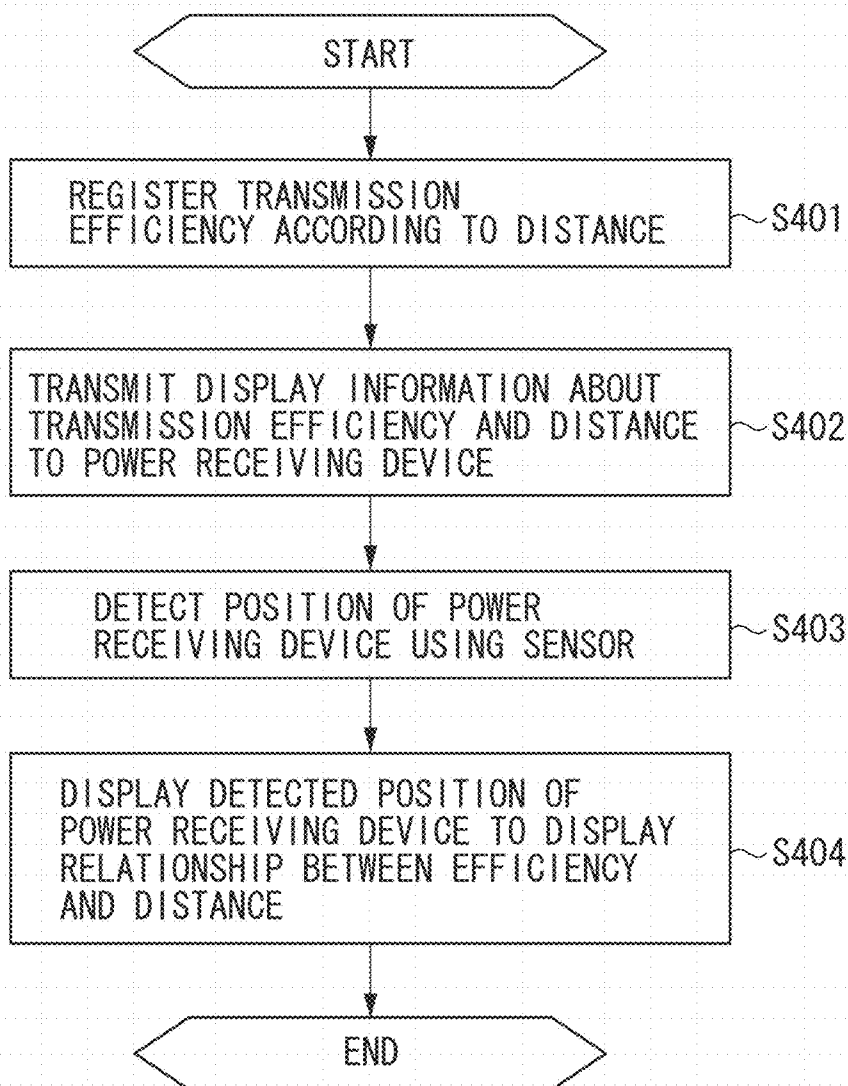 START
REGISTER TRANSMISSION
EFFICIENCY ACCORDING TO DISTANCE
S401
TRANSMIT DISPLAY INFORMATION ABOUT
TRANSMISSION EFFICIENCY AND DISTANCE
TO POWER RECEIVING DEVICE
S402
DETECT POSITION OF POWER
RECEIVING DEVICE USING SENSOR
S403
DISPLAY DETECTED POSITION OF
POWER RECEIVING DEVICE TO DISPLAY
RELATIONSHIP BETWEEN EFFICIENCY
AND DISTANCE
S404
END